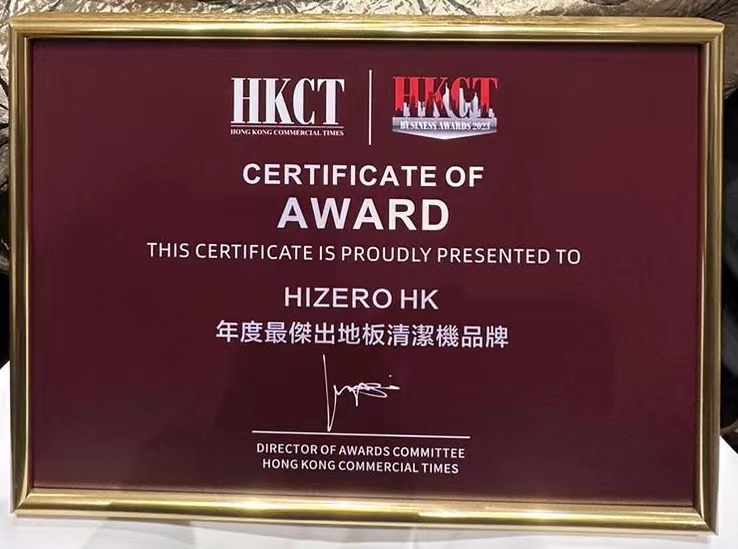 HKCT
HONG KONG COMMERCIAL TIMES
HKCT
BUSINESS AWARDS 2023
CERTIFICATE OF
AWARD
THIS CERTIFICATE IS PROUDLY PRESENTED TO
HIZERO HK
年度最傑出地板清潔機品牌
DIRECTOR OF AWARDS COMMITTEE
HONG KONG COMMERCIAL TIMES